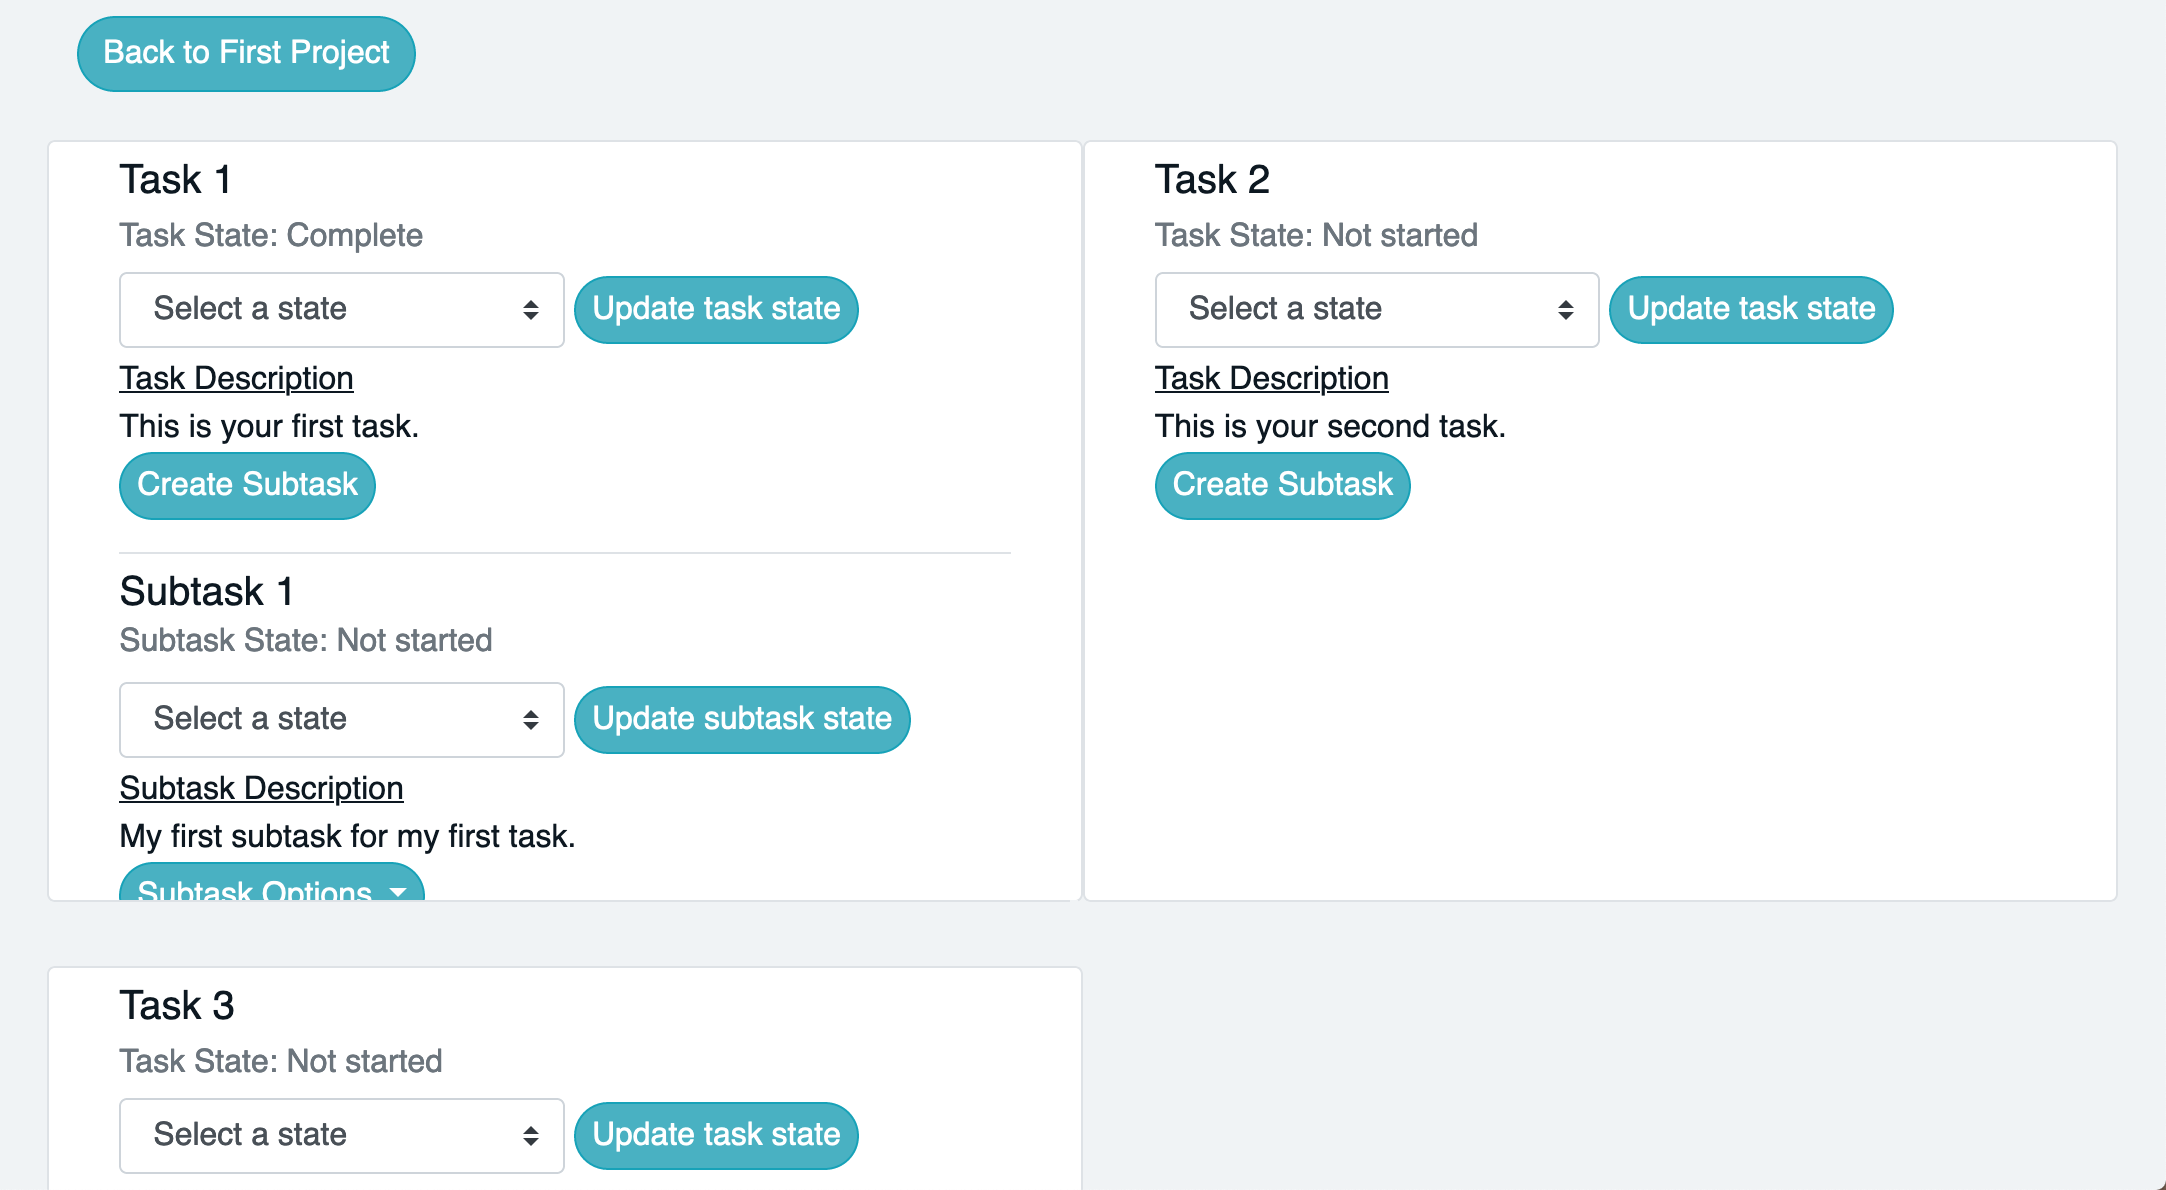 Back to First Project
Task 1
Task State: Complete
Select a state
Update task state
Task Description
This is your first task.
Create Subtask
Subtask 1
Subtask State: Not started
Select a state
Update subtask state
Subtask Description
My first subtask for my first task.
Subtask Options
Task 2
Task State: Not started
Select a state
Update task state
Task Description
This is your second task.
Create Subtask
Task 3
Task State: Not started
Select a state
Update task state